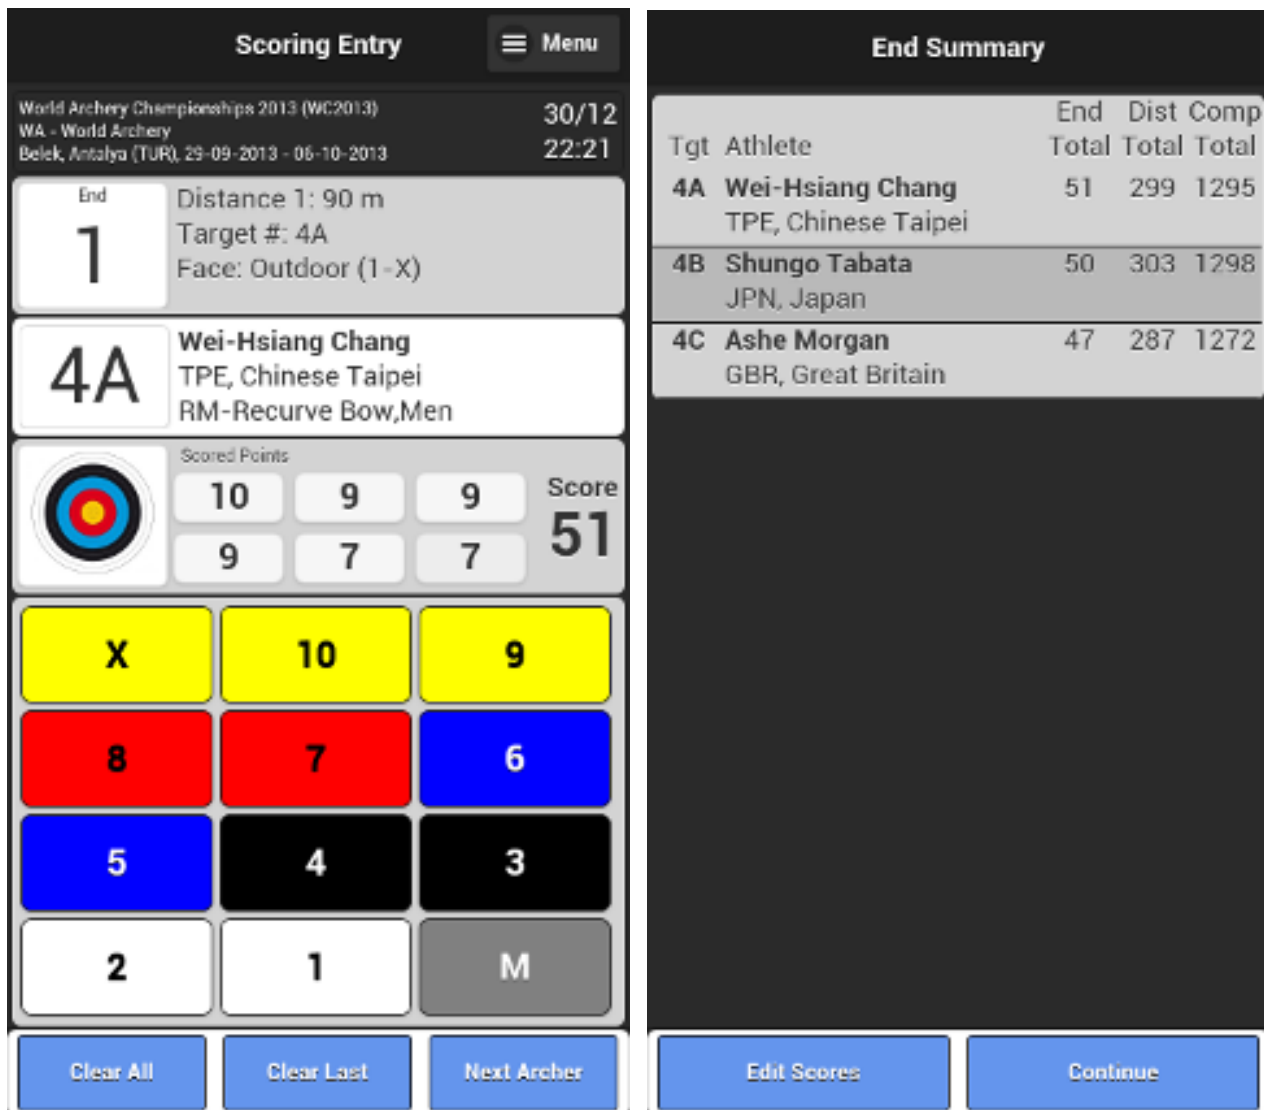 Scoring Entry
Menu
World Archery Championships 2013 (WC2013)
WA - World Archery
Belek, Antalya (TUR), 29-09-2013 - 06-10-2013
30/12
22:21
End
1
Distance 1: 90 m
Target #: 4A
Face: Outdoor (1-X)
4A
Wei-Hsiang Chang
TPE, Chinese Taipei
RM-Recurve Bow,Men
Scored Points
10 9 9
9 7 7
Score
51
X 10 9
8 7 6
5 4 3
2 1 M
Clear All Clear Last Next Archer
End Summary
End Dist Comp
Tgt Athlete Total Total Total
4A Wei-Hsiang Chang 51 299 1295
TPE, Chinese Taipei
4B Shungo Tabata 50 303 1298
JPN, Japan
4C Ashe Morgan 47 287 1272
GBR, Great Britain
Edit Scores Continue